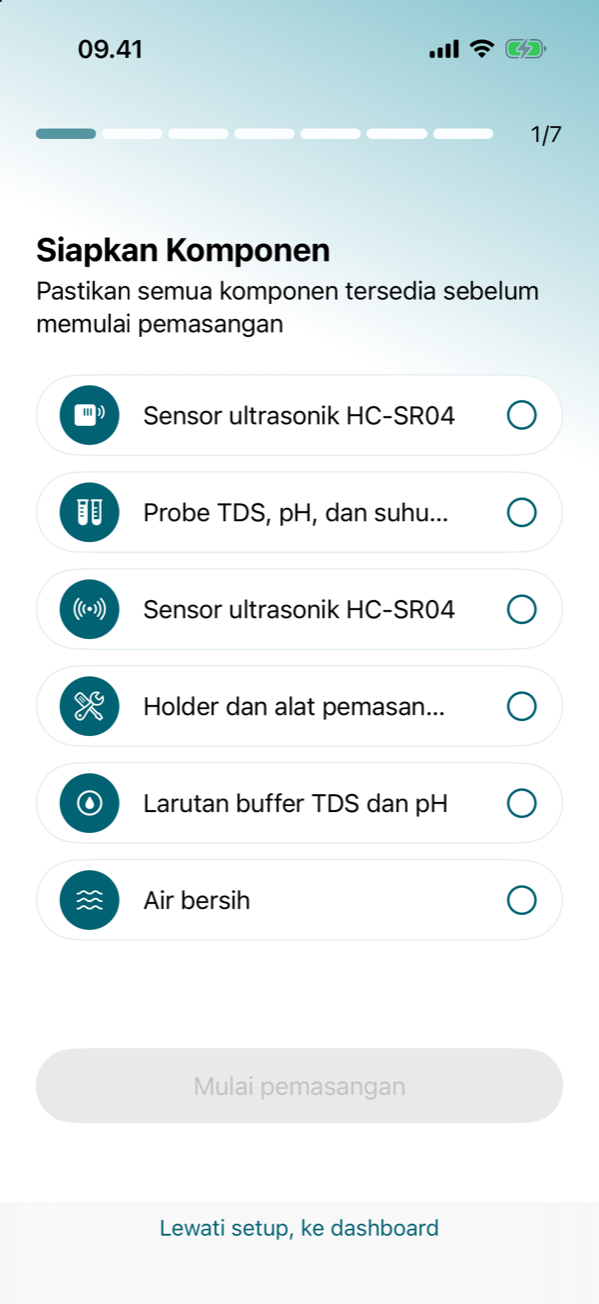 09.41
1/7
Siapkan Komponen
Pastikan semua komponen tersedia sebelum
memulai pemasangan
Sensor ultrasonik HC-SR04
Probe TDS, pH, dan suhu...
Sensor ultrasonik HC-SR04
Holder dan alat pemasan...
Larutan buffer TDS dan pH
Air bersih
Mulai pemasangan
Lewati setup, ke dashboard